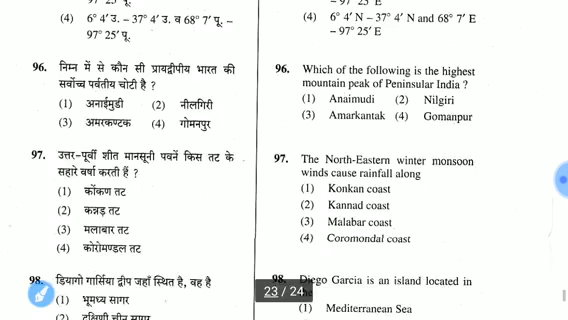 (4) 6° 4' उ. – 37° 4' उ. व 68° 7' पू. –
97° 25' पू.
96. निम्न में से कौन सी प्रायद्वीपीय भारत की
सर्वोच्च पर्वतीय चोटी है ?
(1) अनाईमुडी (2) नीलगिरी
(3) अमरकण्टक (4) गोमनपुर
97. उत्तर-पूर्वी शीत मानसूनी पवनें किस तट के
सहारे वर्षा करती हैं ?
(1) कोंकण तट
(2) कन्नड़ तट
(3) मलाबार तट
(4) कोरोमण्डल तट
98. डियागो गार्सिया द्वीप जहाँ स्थित है, वह है
(1) भूमध्य सागर
(2) दक्षिणी चीन सागर
– 97° 25' E
(4) 6° 4' N – 37° 4' N and 68° 7' E
– 97° 25' E
96. Which of the following is the highest
mountain peak of Peninsular India ?
(1) Anaimudi (2) Nilgiri
(3) Amarkantak (4) Gomanpur
97. The North-Eastern winter monsoon
winds cause rainfall along
(1) Konkan coast
(2) Kannad coast
(3) Malabar coast
(4) Coromondal coast
98. Diego Garcia is an island located in
23 / 24
(1) Mediterranean Sea